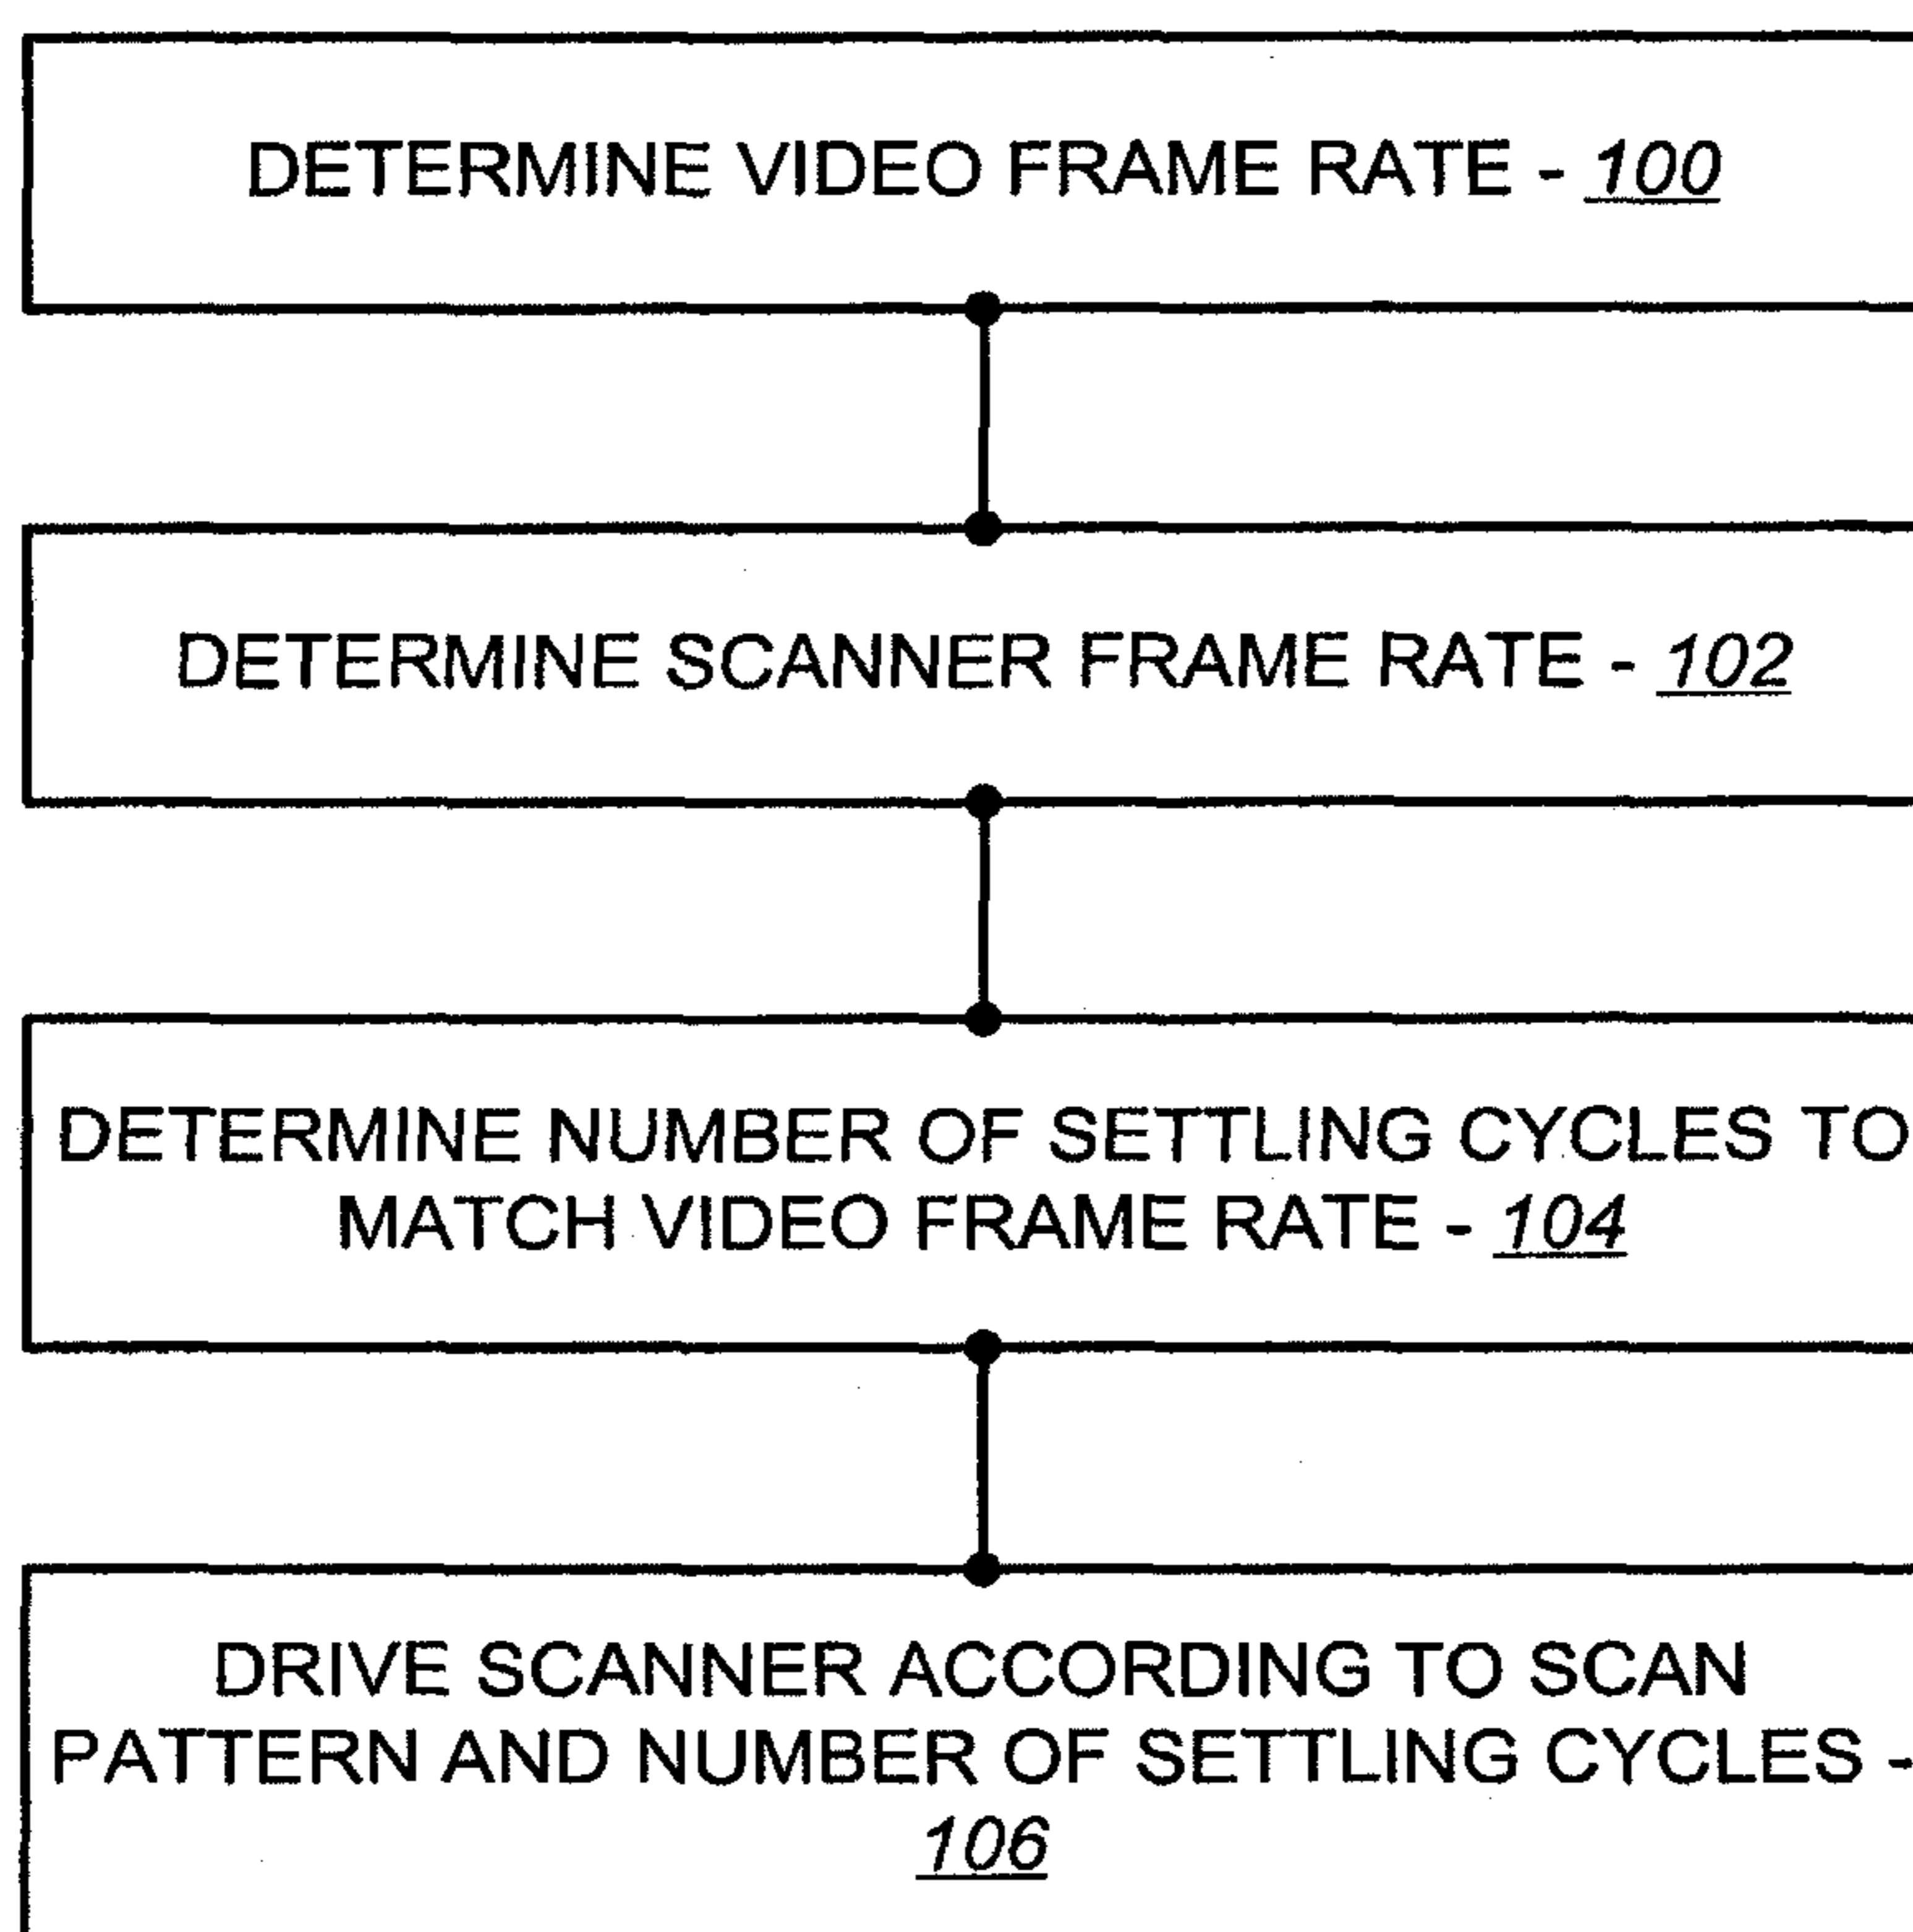 DETERMINE VIDEO FRAME RATE - 100
DETERMINE SCANNER FRAME RATE - 102
DETERMINE NUMBER OF SETTLING CYCLES TO
MATCH VIDEO FRAME RATE - 104
DRIVE SCANNER ACCORDING TO SCAN
PATTERN AND NUMBER OF SETTLING CYCLES -
106